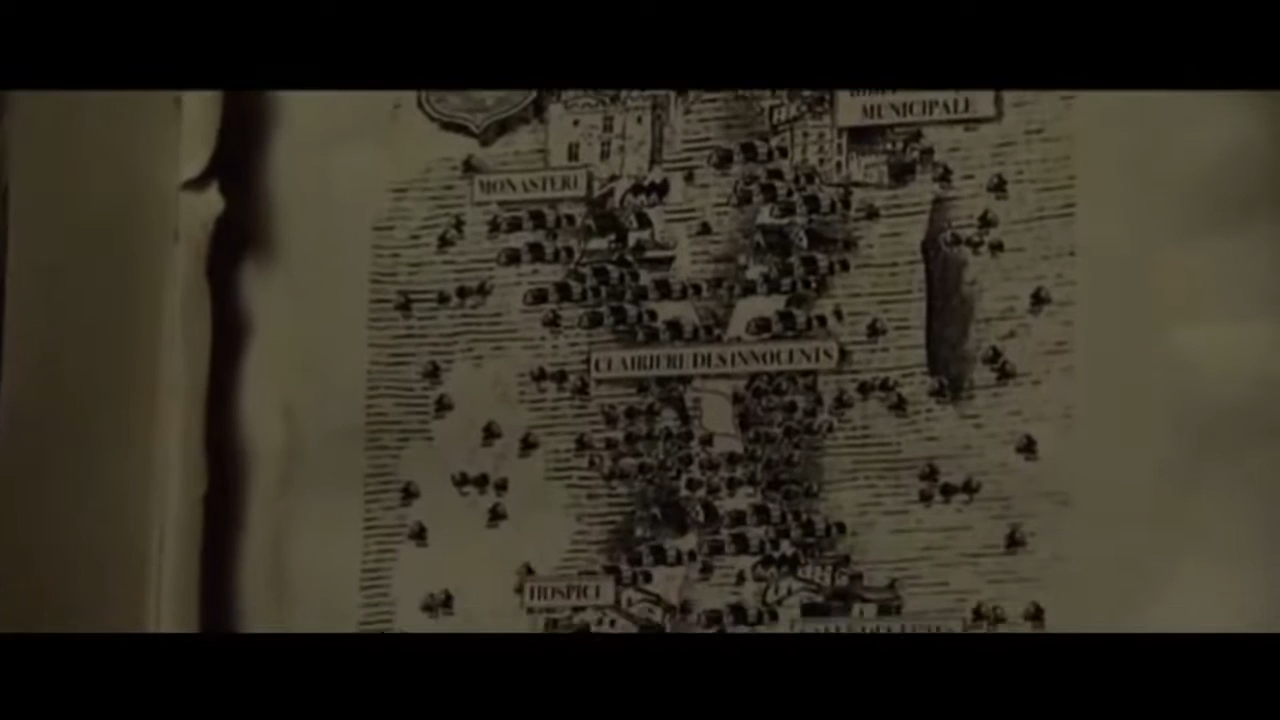 MUNICIPALE
MONASTERE
CLAIRIERE DES INNOCENTS
HOSPICE